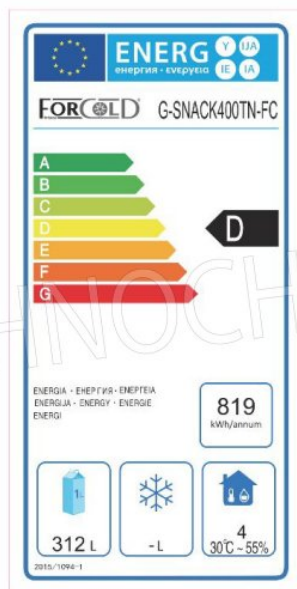 ENERG Y IJA
енергия · ενεργεια IE IA
FORCOLD G-SNACK400TN-FC
A
B
C
D
D
E
F
G
ENERGIA · ЕНЕРГИЯ · ΕΝΕΡΓΕΙΑ
ENERGIJA · ENERGY · ENERGIE
ENERGI
819
kWh/annum
1L
312 L
- L
4
30℃ ~ 55%
2015/1094-1